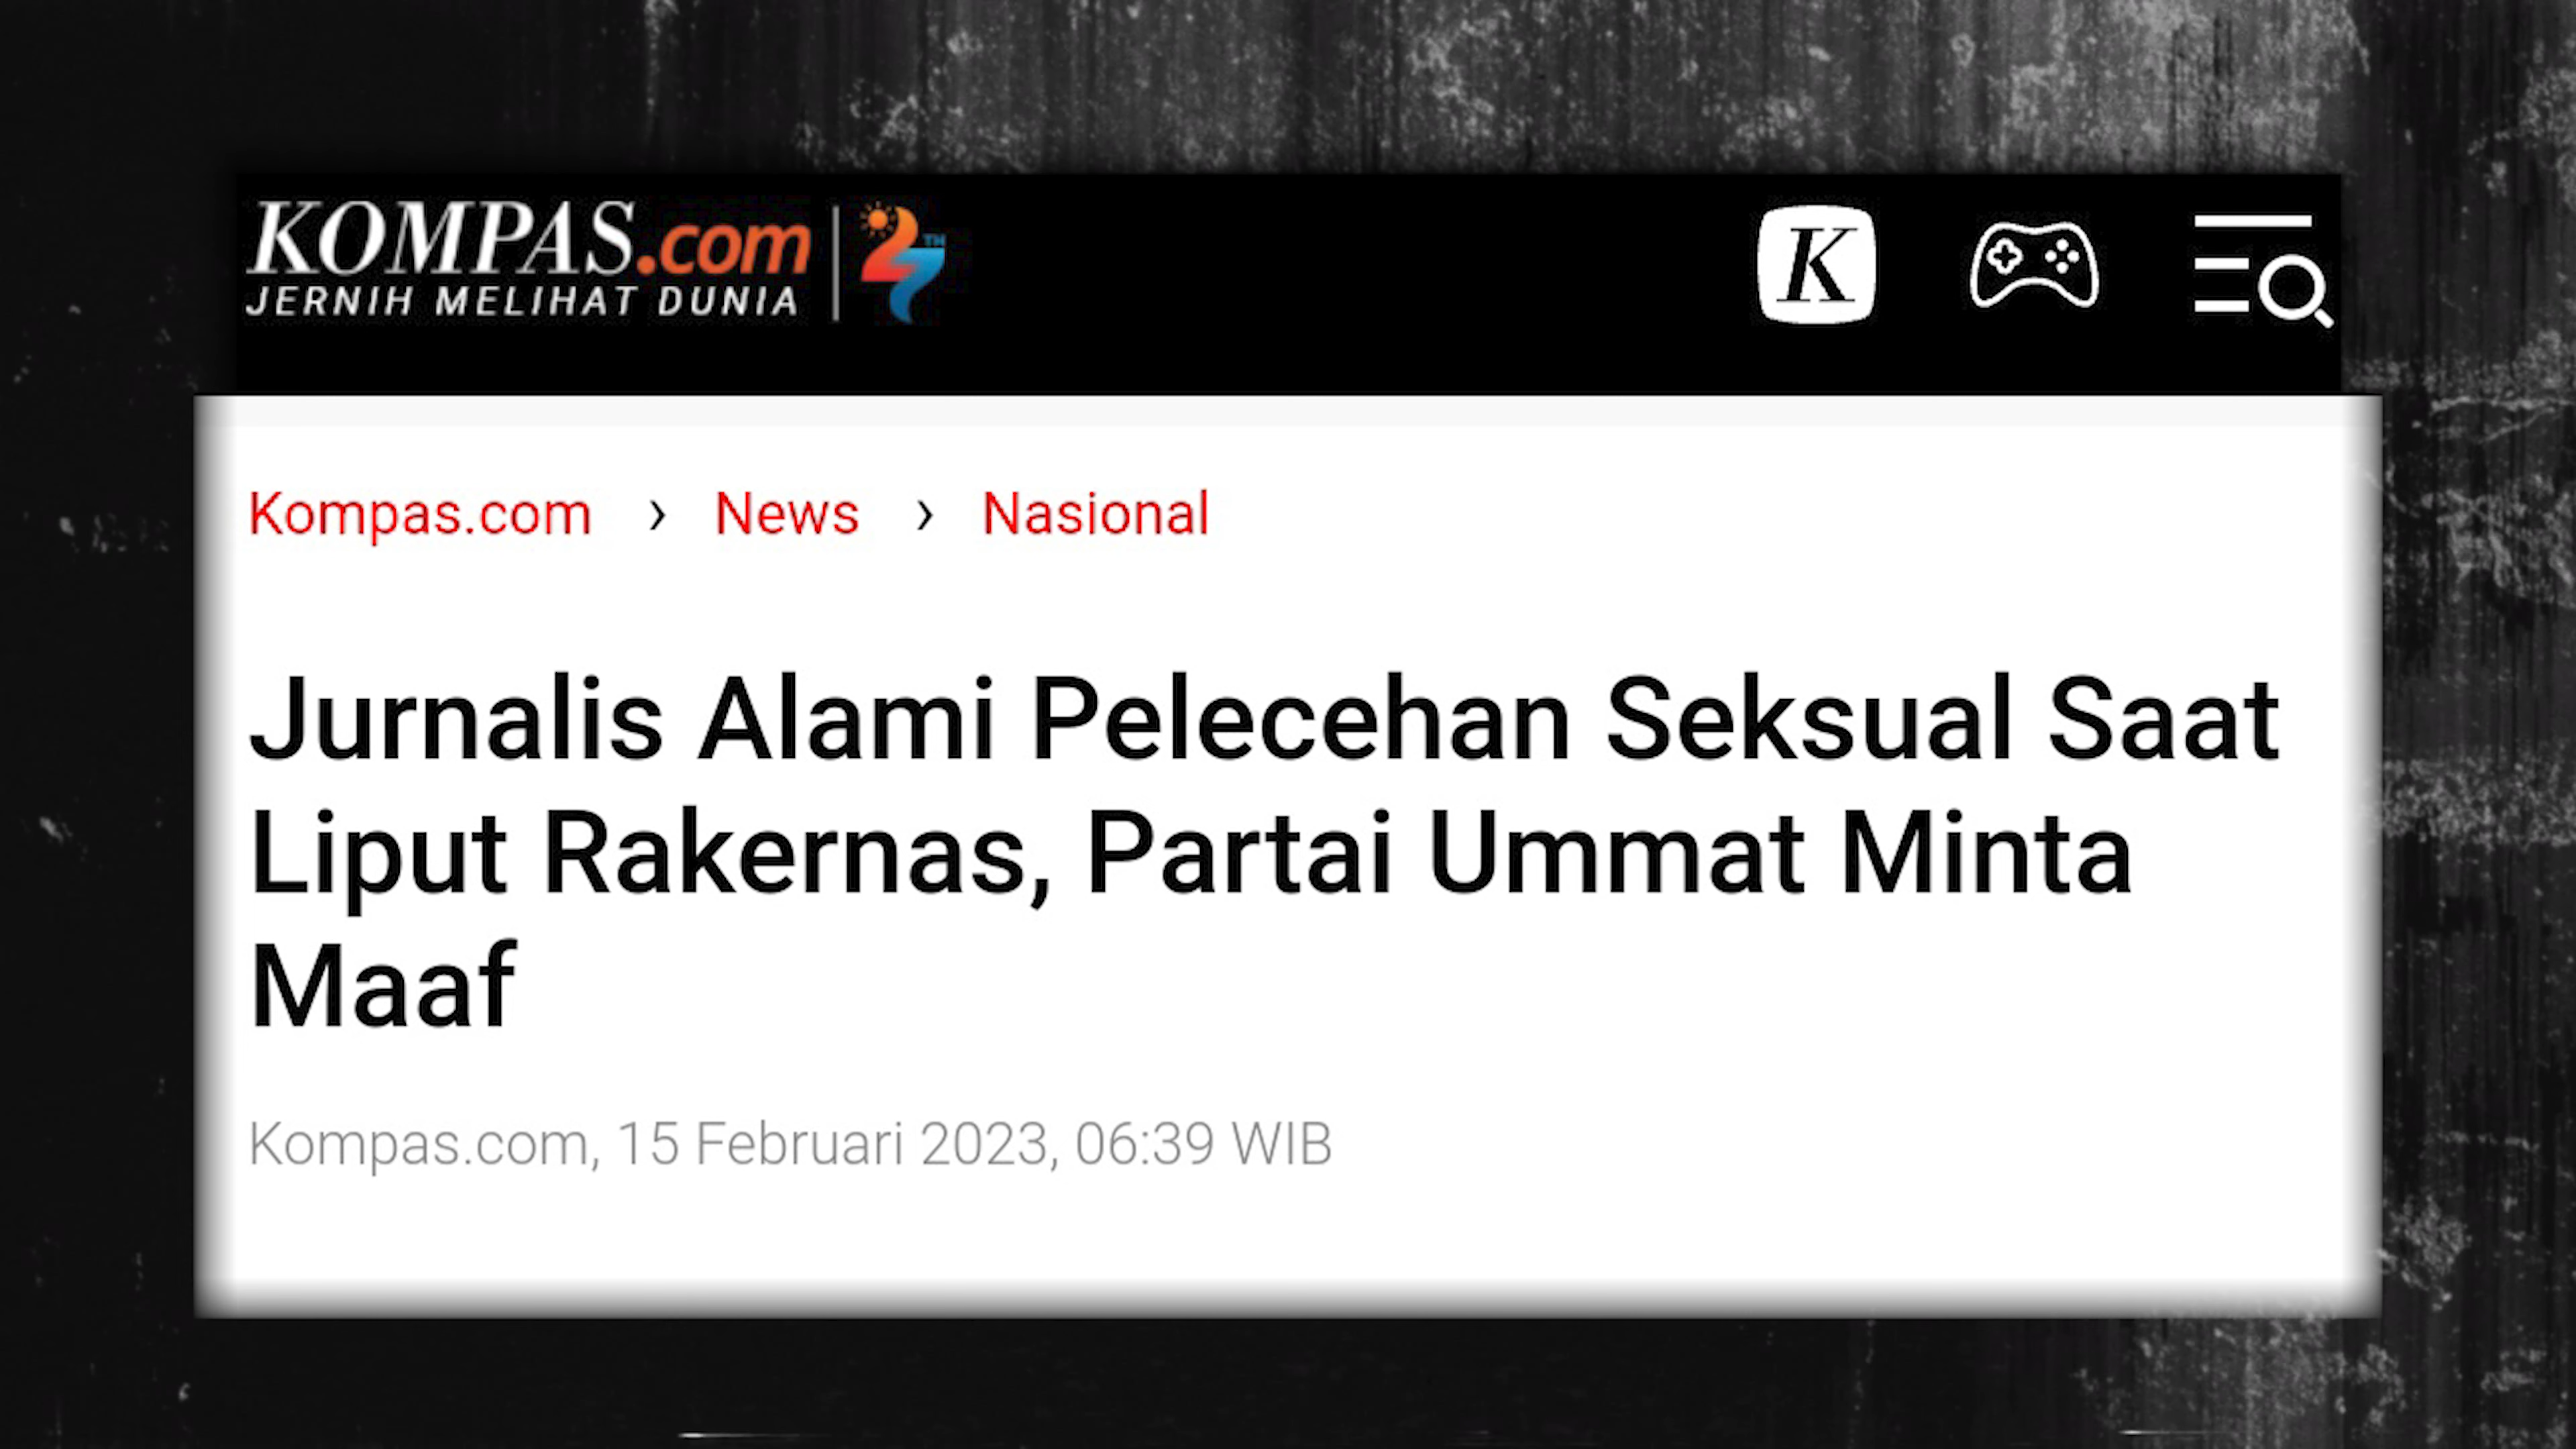 KOMPAS.com
JERNIH MELIHAT DUNIA
27TH
K
Kompas.com › News › Nasional
Jurnalis Alami Pelecehan Seksual Saat
Liput Rakernas, Partai Ummat Minta
Maaf
Kompas.com, 15 Februari 2023, 06:39 WIB